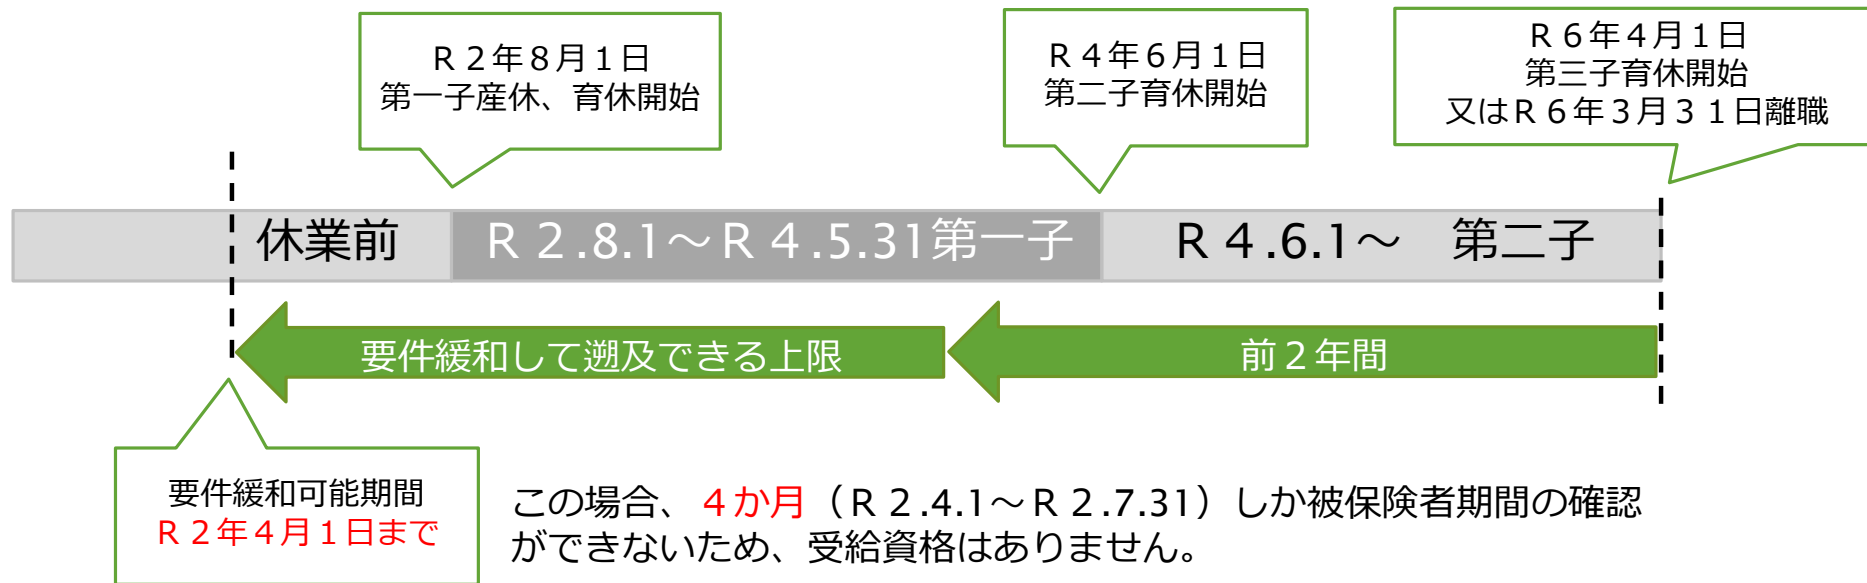 Ｒ２年８月１日
第一子産休、育休開始
Ｒ４年６月１日
第二子育休開始
Ｒ６年４月１日
第三子育休開始
又はＲ６年３月３１日離職
休業前
Ｒ２.8.1～Ｒ４.5.31第一子
Ｒ４.6.1～　第二子
要件緩和して遡及できる上限
前２年間
要件緩和可能期間
Ｒ２年４月１日まで
この場合、４か月（Ｒ２.4.1～Ｒ２.7.31）しか被保険者期間の確認
ができないため、受給資格はありません。